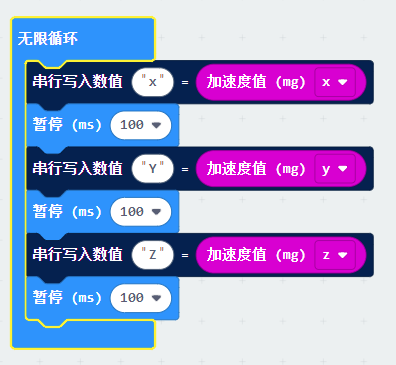 无限循环
串行写入数值 "x" = 加速度值 (mg) x
暂停 (ms) 100
串行写入数值 "Y" = 加速度值 (mg) y
暂停 (ms) 100
串行写入数值 "Z" = 加速度值 (mg) z
暂停 (ms) 100